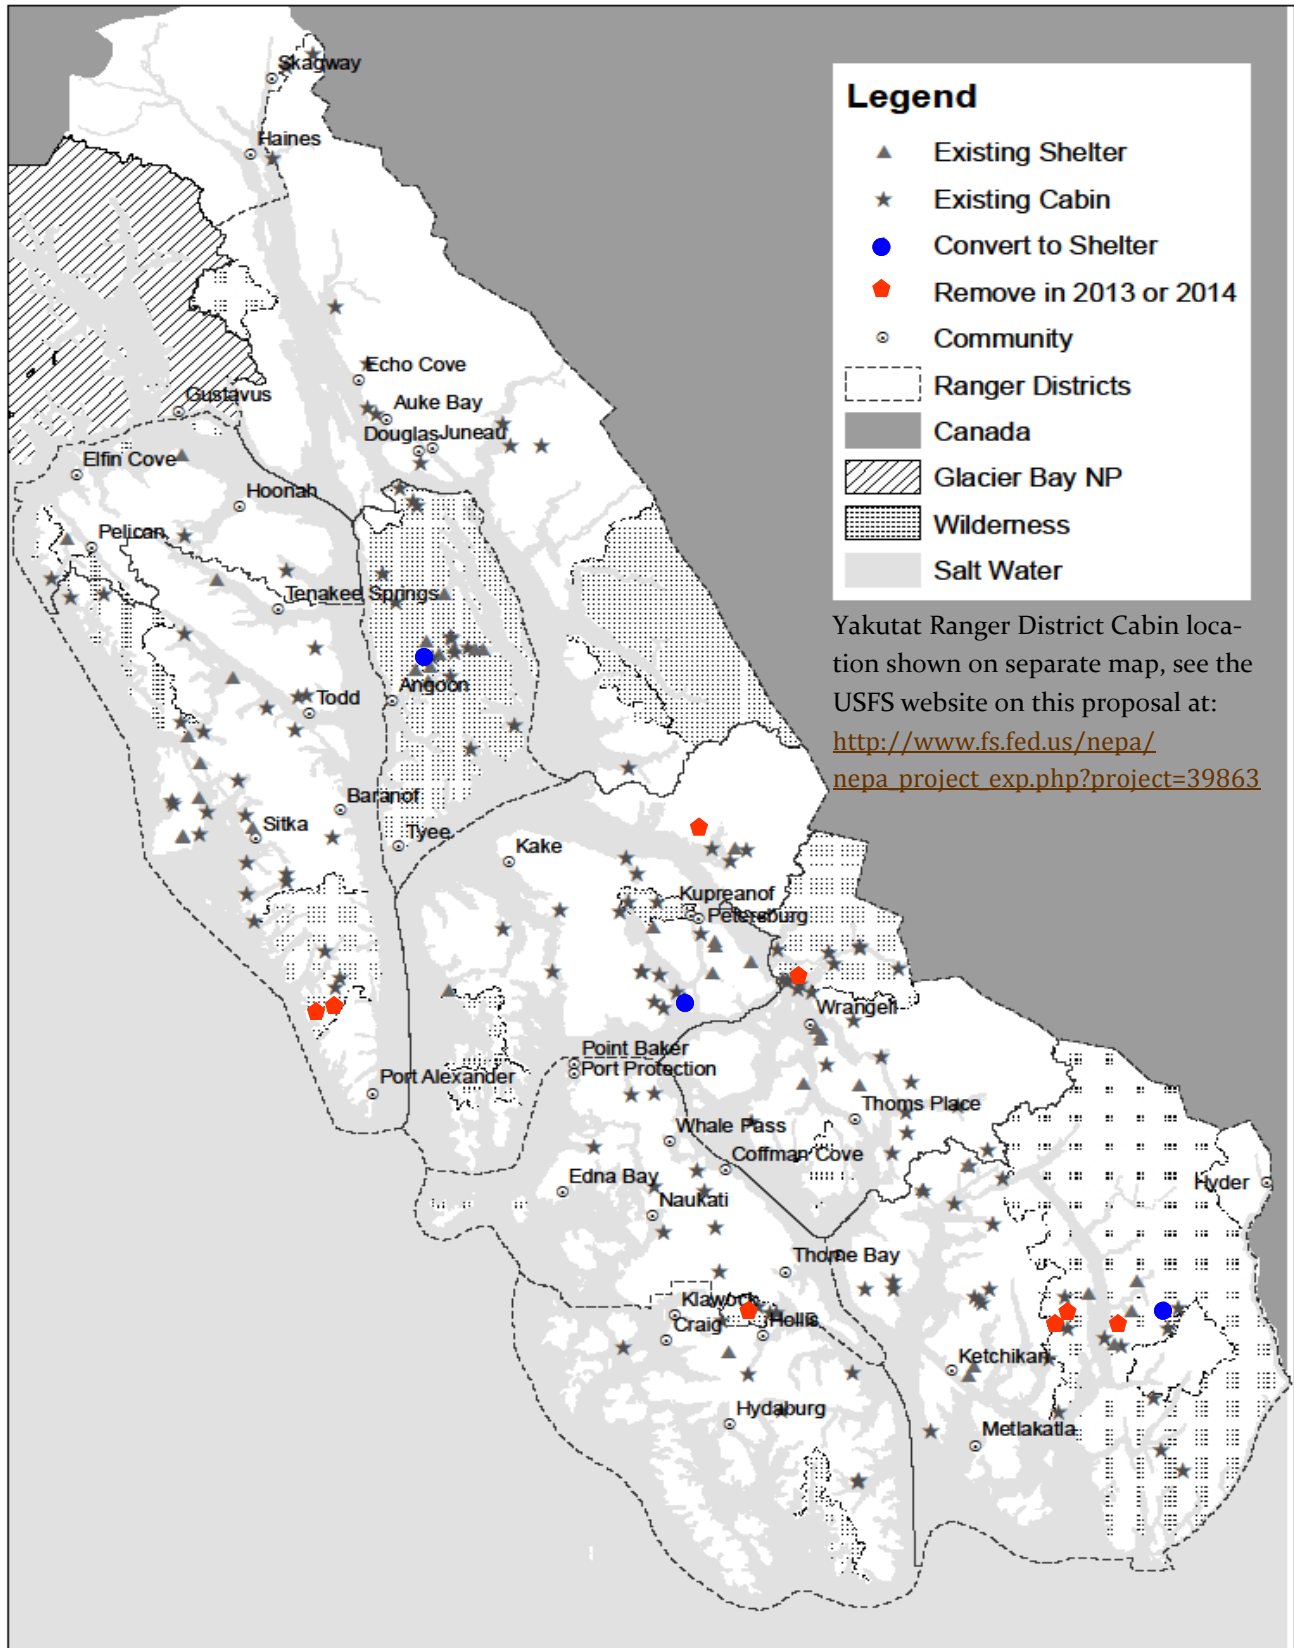 Skagway
Haines
Echo Cove
Gustavus
Auke Bay
Douglas
Juneau
Elfin Cove
Hoonah
Pelican
Tenakee Springs
Angoon
Todd
Baranof
Sitka
Tyee
Kake
Kupreanof
Petersburg
Wrangell
Point Baker
Port Protection
Port Alexander
Thoms Place
Whale Pass
Coffman Cove
Edna Bay
Naukati
Hyder
Thorne Bay
Klawock
Hollis
Craig
Ketchikan
Hydaburg
Metlakatla
Legend
Existing Shelter
Existing Cabin
Convert to Shelter
Remove in 2013 or 2014
Community
Ranger Districts
Canada
Glacier Bay NP
Wilderness
Salt Water
Yakutat Ranger District Cabin loca-
tion shown on separate map, see the
USFS website on this proposal at:
http://www.fs.fed.us/nepa/
nepa_project_exp.php?project=39863